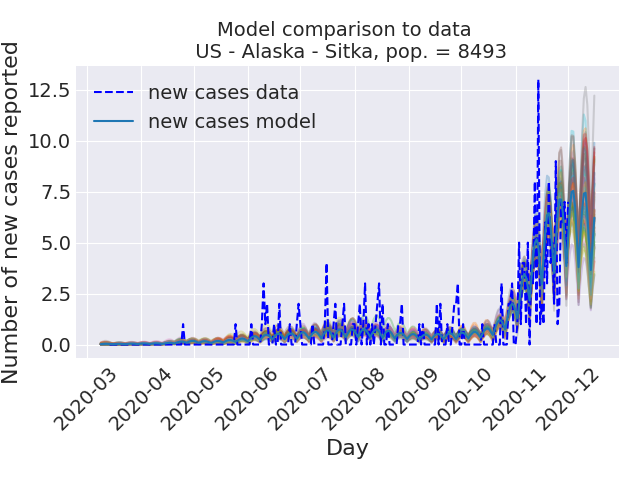 Model comparison to data
US - Alaska - Sitka, pop. = 8493
Number of new cases reported
12.5
10.0
7.5
5.0
2.5
0.0
new cases data
new cases model
2020-03
2020-04
2020-05
2020-06
2020-07
2020-08
2020-09
2020-10
2020-11
2020-12
Day